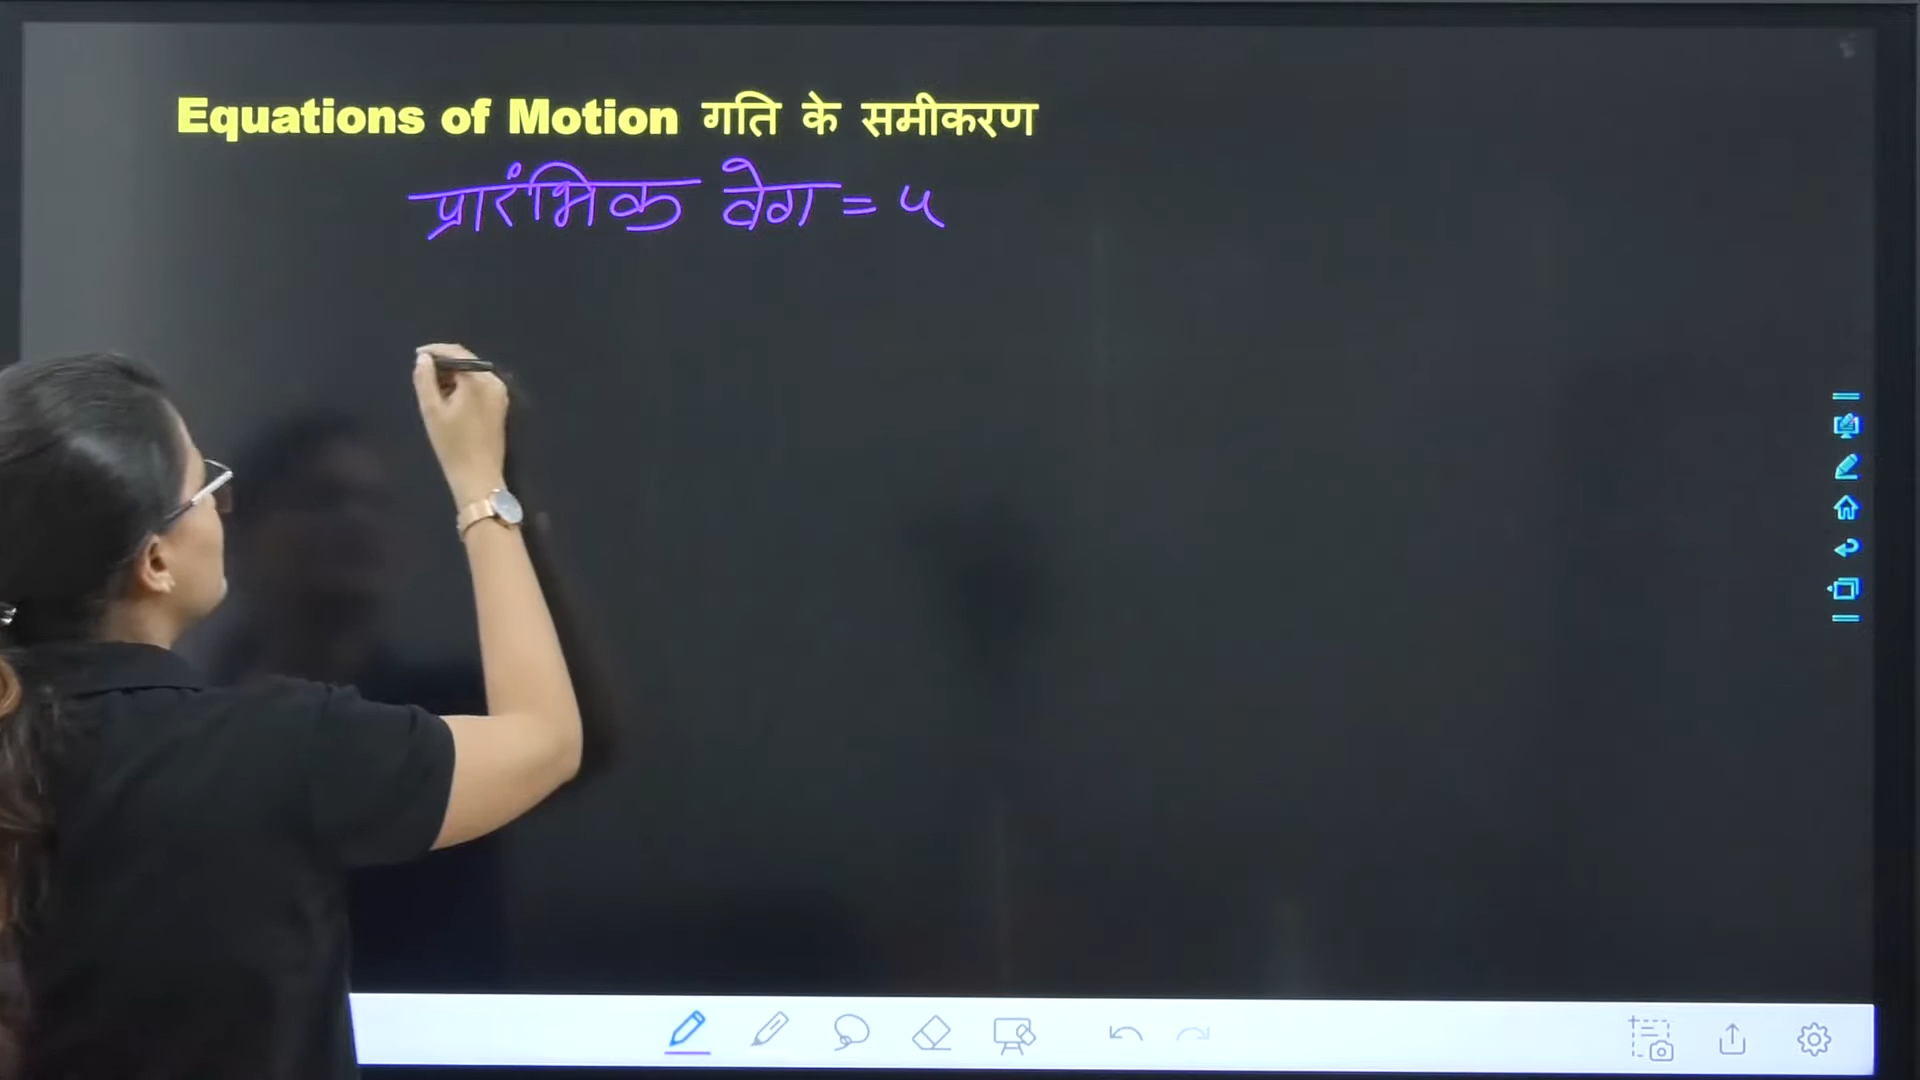 Equations of Motion गति के समीकरण
प्रारंभिक वेग = u